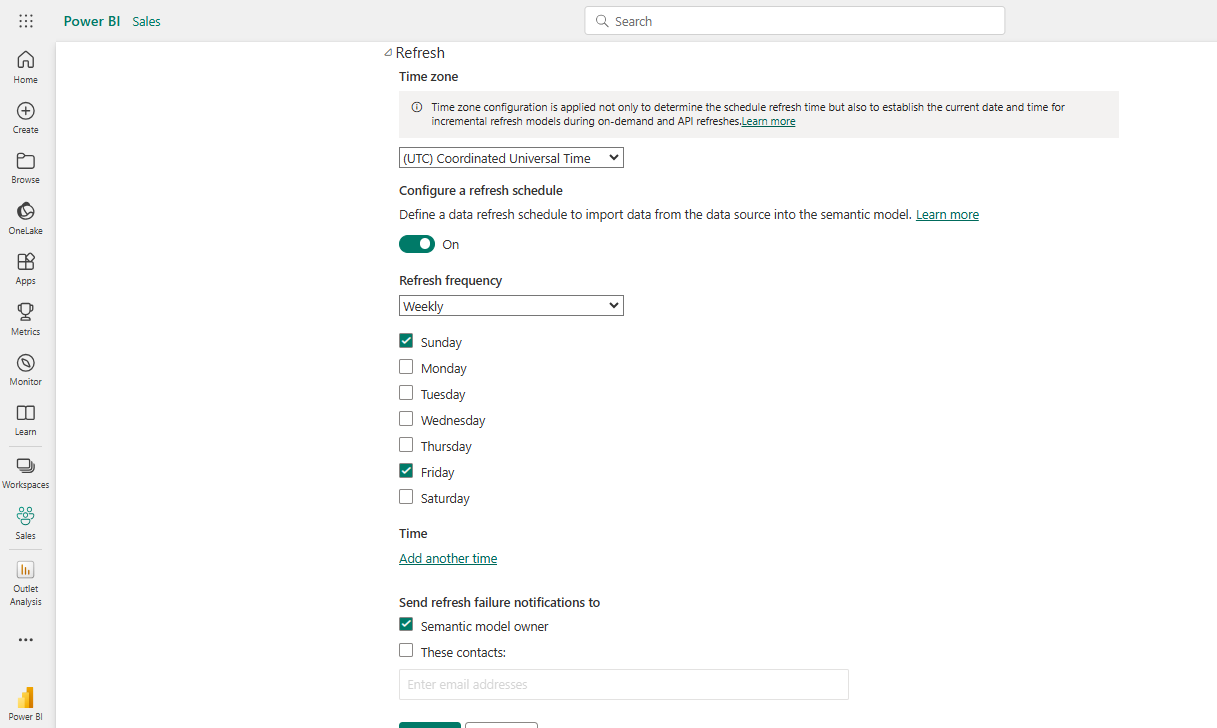 Power BI Sales
Search
Home
Create
Browse
OneLake
Apps
Metrics
Monitor
Learn
Workspaces
Sales
Outlet
Analysis
Power BI
Refresh
Time zone
Time zone configuration is applied not only to determine the schedule refresh time but also to establish the current date and time for
incremental refresh models during on-demand and API refreshes.Learn more
(UTC) Coordinated Universal Time
Configure a refresh schedule
Define a data refresh schedule to import data from the data source into the semantic model. Learn more
On
Refresh frequency
Weekly
Sunday
Monday
Tuesday
Wednesday
Thursday
Friday
Saturday
Time
Add another time
Send refresh failure notifications to
Semantic model owner
These contacts:
Enter email addresses